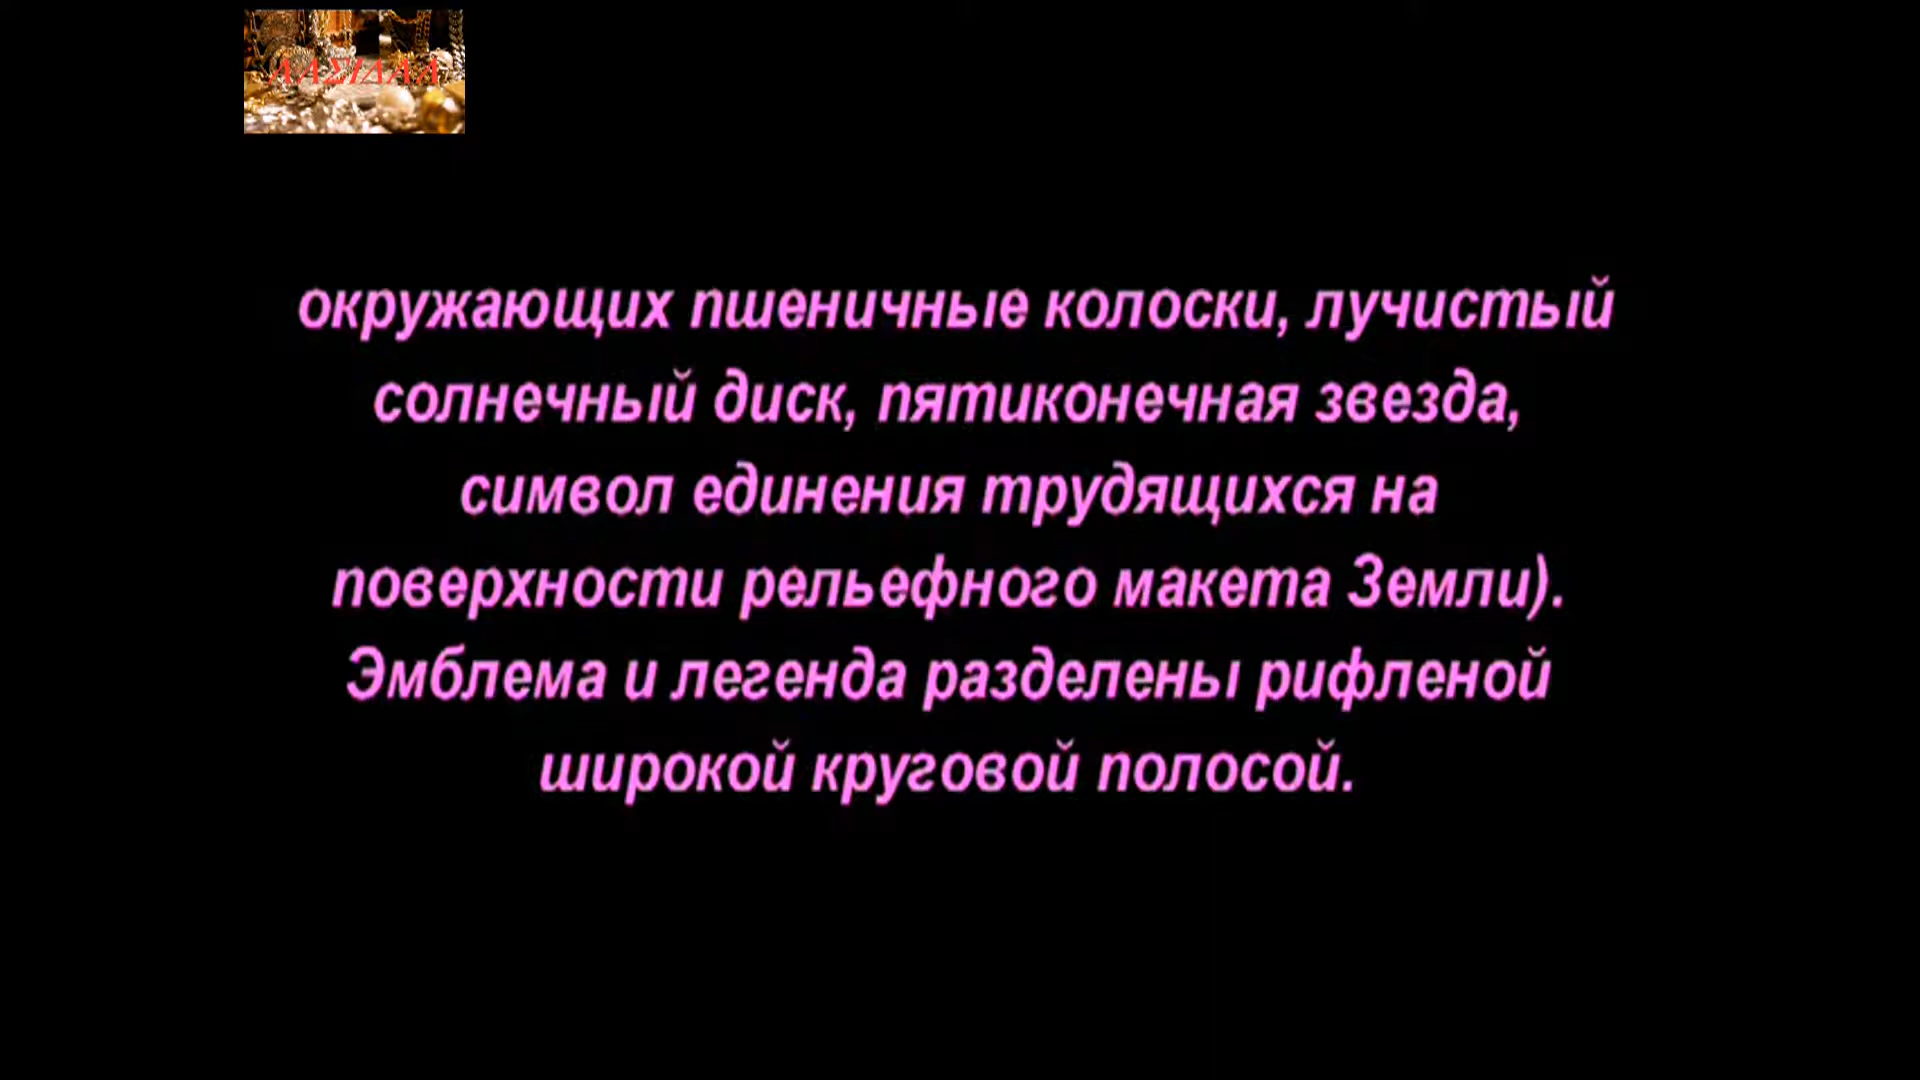 ΛΑΣΙΔΑΛ
окружающих пшеничные колоски, лучистый
солнечный диск, пятиконечная звезда,
символ единения трудящихся на
поверхности рельефного макета Земли).
Эмблема и легенда разделены рифленой
широкой круговой полосой.